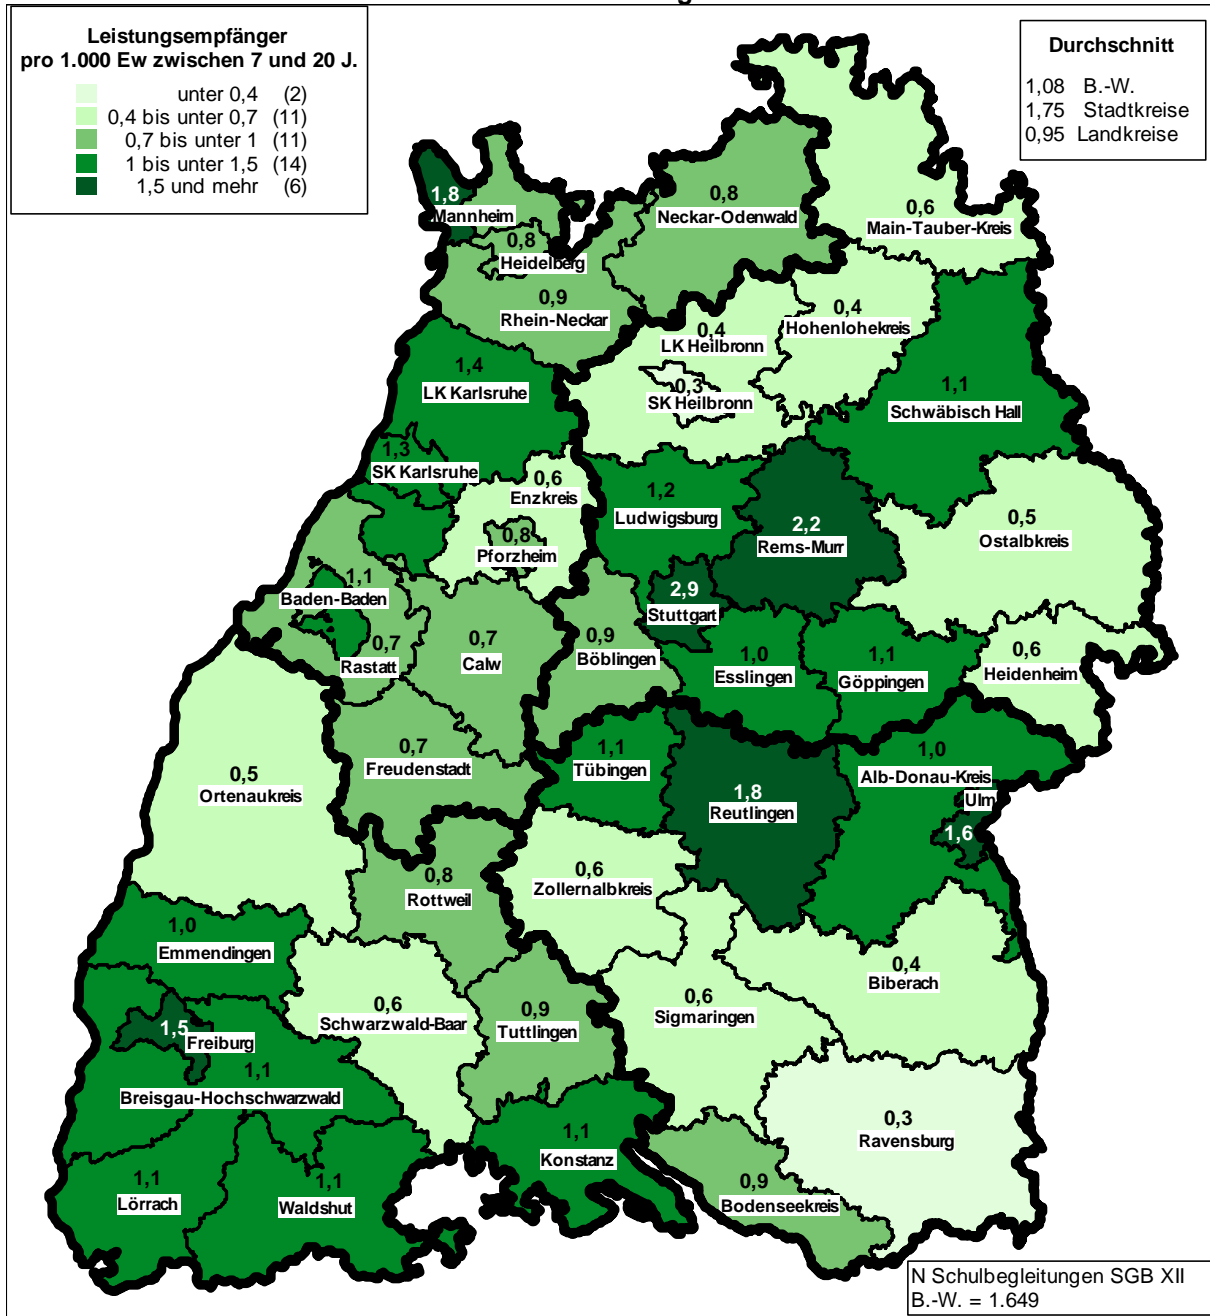 Leistungsempfänger
pro 1.000 Ew zwischen 7 und 20 J.
unter 0,4 (2)
0,4 bis unter 0,7 (11)
0,7 bis unter 1 (11)
1 bis unter 1,5 (14)
1,5 und mehr (6)
Durchschnitt
1,08 B.-W.
1,75 Stadtkreise
0,95 Landkreise
1,8
Mannheim
0,8
Heidelberg
0,9
Rhein-Neckar
0,8
Neckar-Odenwald
0,6
Main-Tauber-Kreis
0,4
LK Heilbronn
0,4
Hohenlohekreis
0,3
SK Heilbronn
1,4
LK Karlsruhe
1,1
Schwäbisch Hall
1,3
SK Karlsruhe
0,6
Enzkreis
0,8
Pforzheim
1,2
Ludwigsburg
2,2
Rems-Murr
0,5
Ostalbkreis
1,1
Baden-Baden
0,7
Rastatt
0,7
Calw
0,9
Böblingen
2,9
Stuttgart
1,0
Esslingen
1,1
Göppingen
0,6
Heidenheim
0,5
Ortenaukreis
0,7
Freudenstadt
1,1
Tübingen
1,8
Reutlingen
1,0
Alb-Donau-Kreis
Ulm
1,6
0,8
Rottweil
0,6
Zollernalbkreis
1,0
Emmendingen
0,4
Biberach
0,6
Schwarzwald-Baar
0,9
Tuttlingen
0,6
Sigmaringen
1,5
Freiburg
1,1
Breisgau-Hochschwarzwald
0,3
Ravensburg
1,1
Lörrach
1,1
Waldshut
1,1
Konstanz
0,9
Bodenseekreis
N Schulbegleitungen SGB XII
B.-W. = 1.649